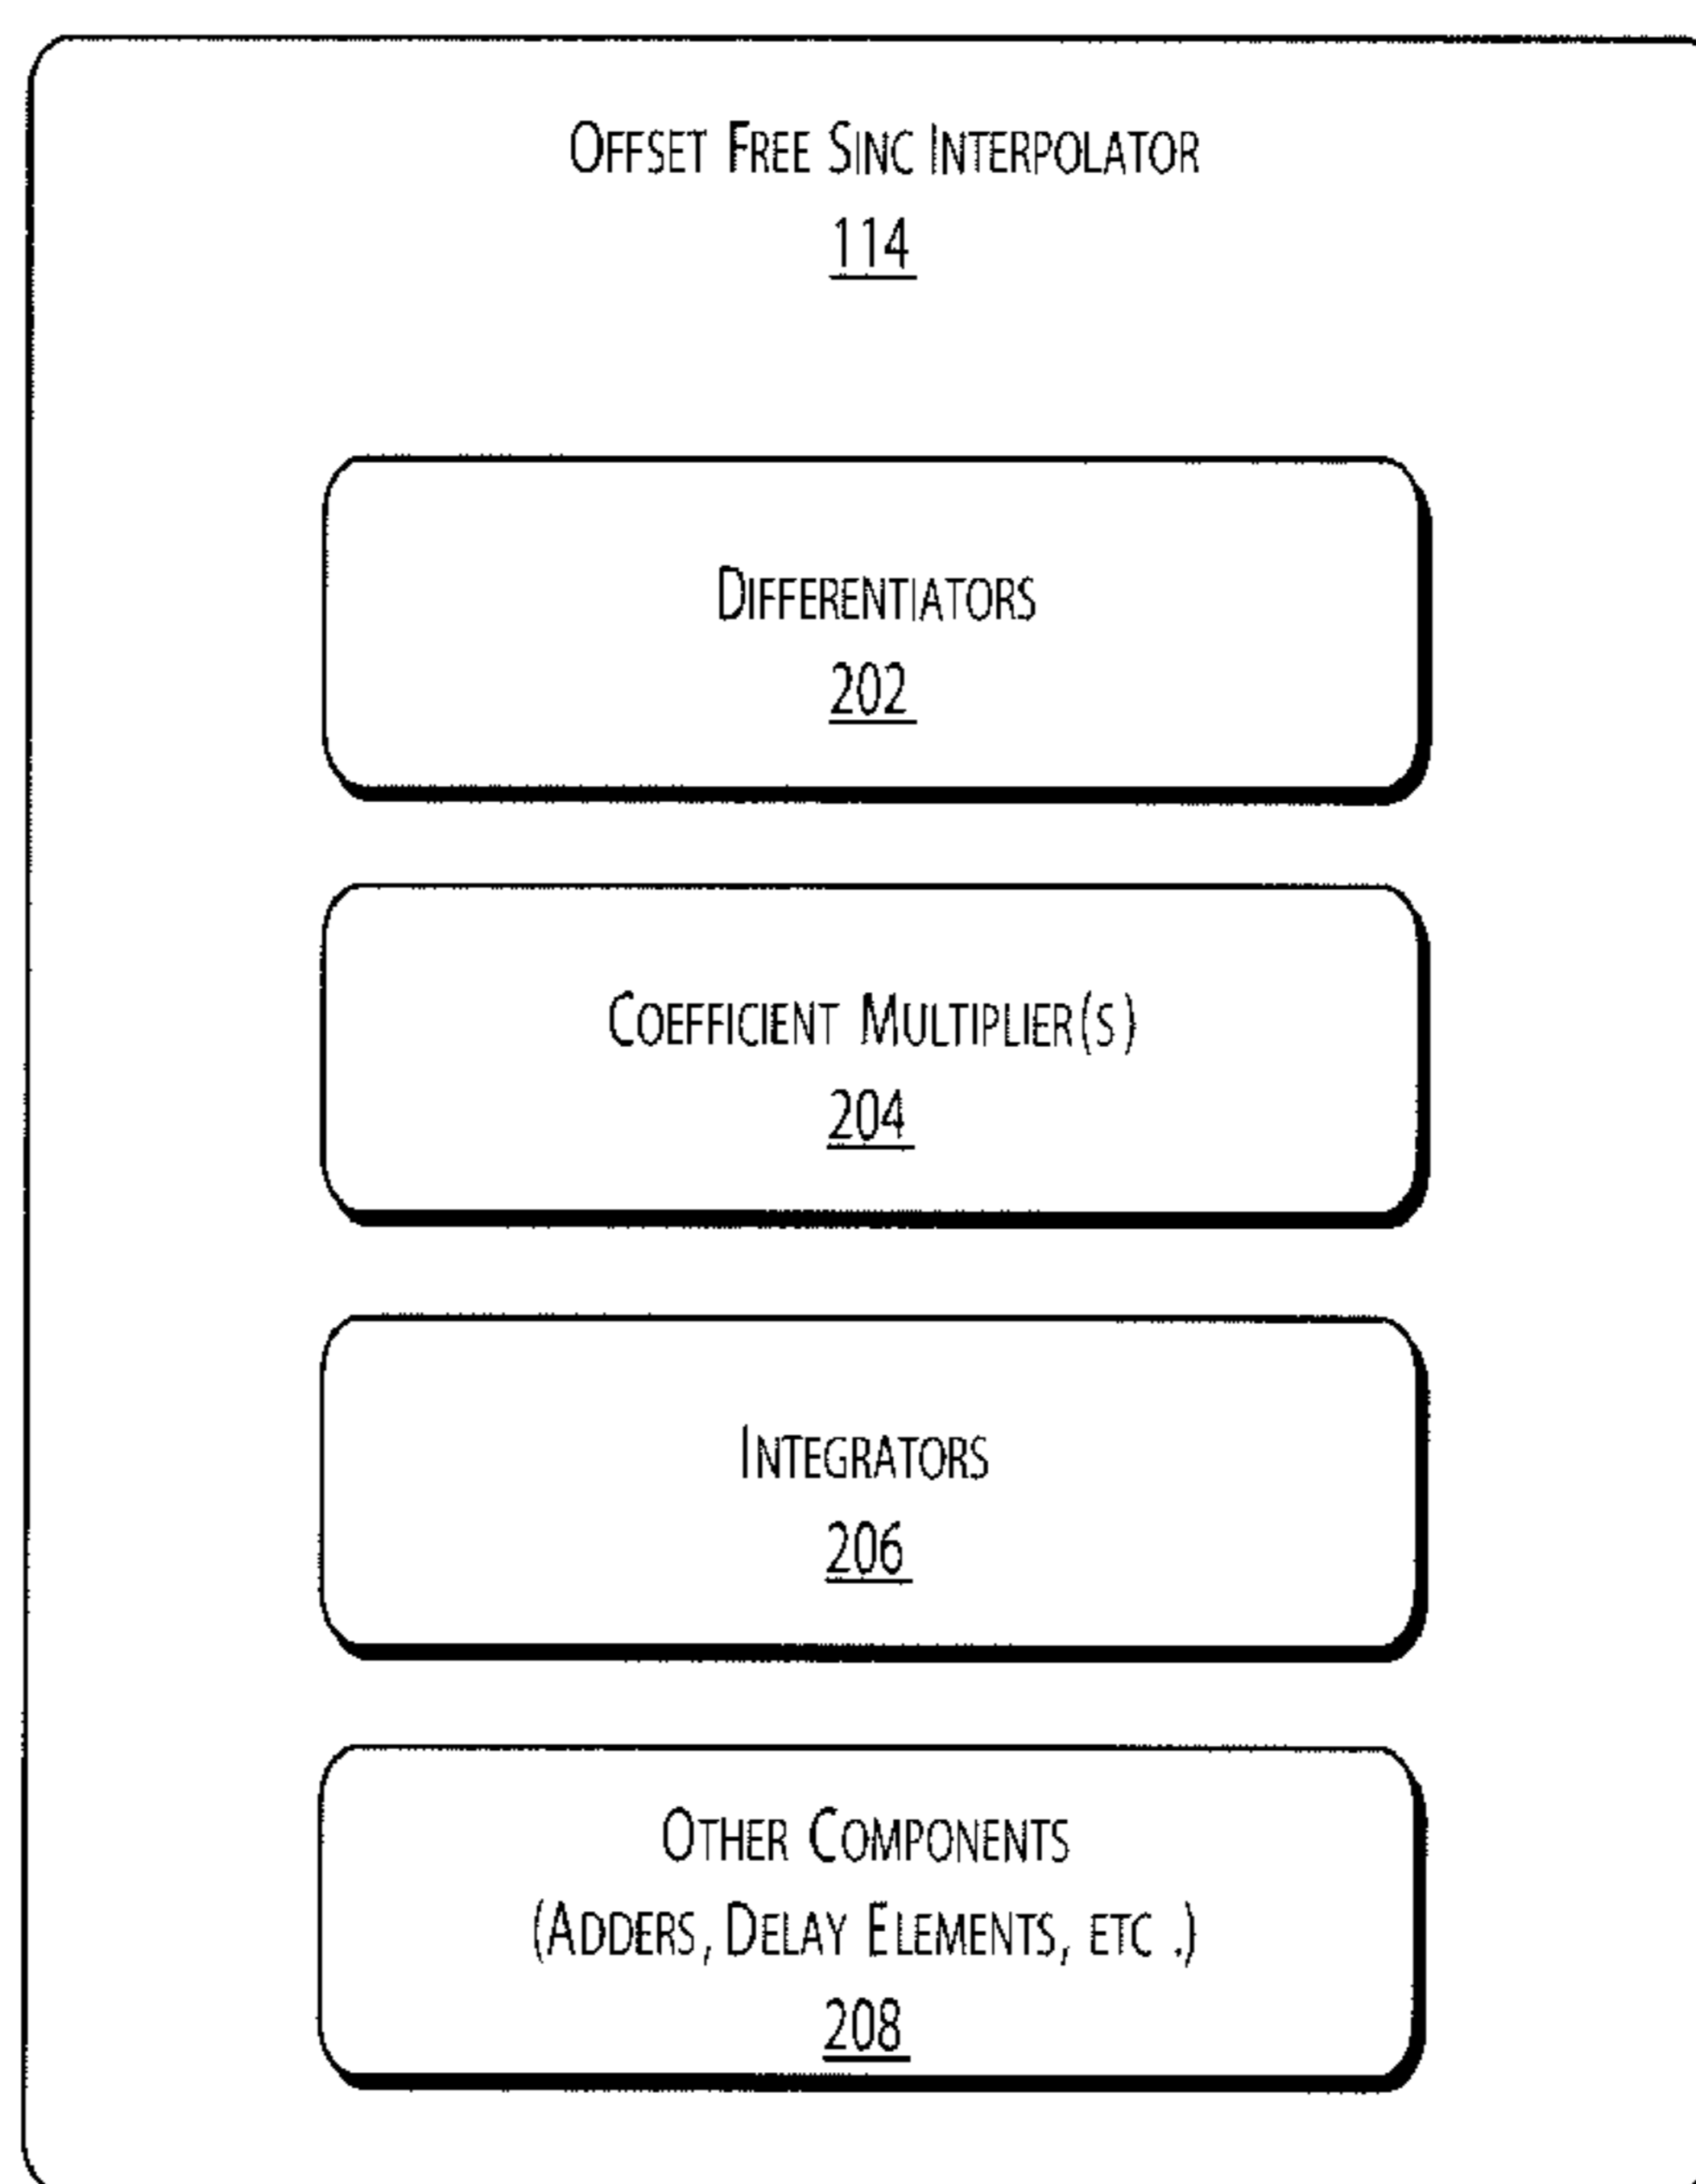 OFFSET FREE SINC INTERPOLATOR
114
DIFFERENTIATORS
202
COEFFICIENT MULTIPLIER(S)
204
INTEGRATORS
206
OTHER COMPONENTS
(ADDERS, DELAY ELEMENTS, ETC .)
208